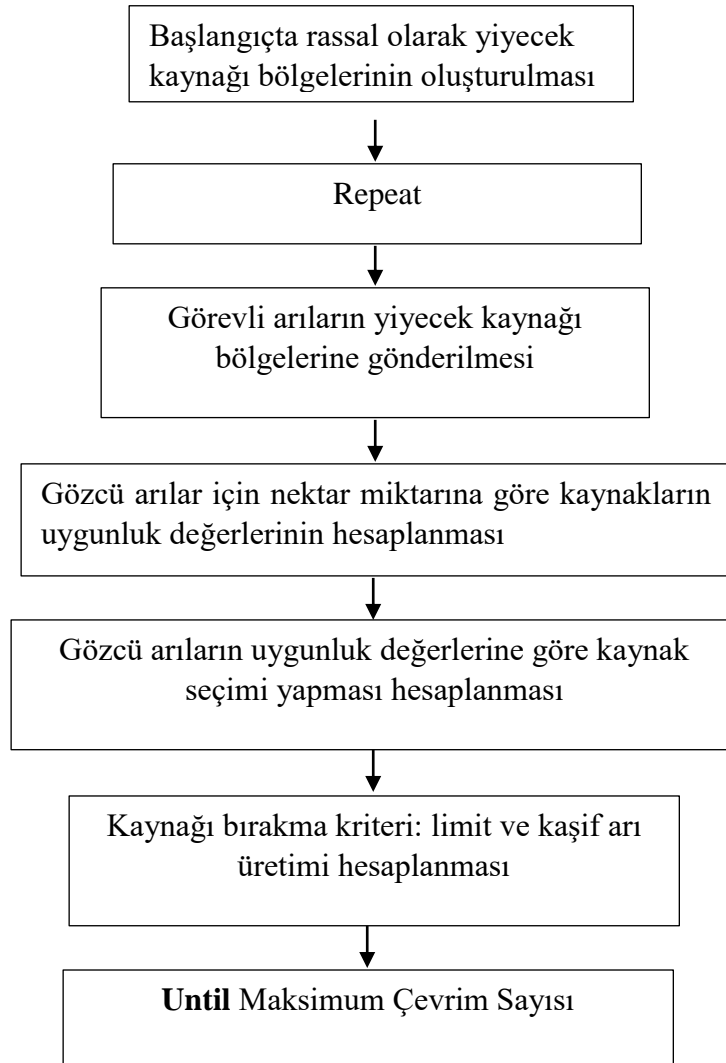 Başlangıçta rassal olarak yiyecek
kaynağı bölgelerinin oluşturulması
Repeat
Görevli arıların yiyecek kaynağı
bölgelerine gönderilmesi
Gözcü arılar için nektar miktarına göre kaynakların
uygunluk değerlerinin hesaplanması
Gözcü arıların uygunluk değerlerine göre kaynak
seçimi yapması hesaplanması
Kaynağı bırakma kriteri: limit ve kaşif arı
üretimi hesaplanması
Until Maksimum Çevrim Sayısı